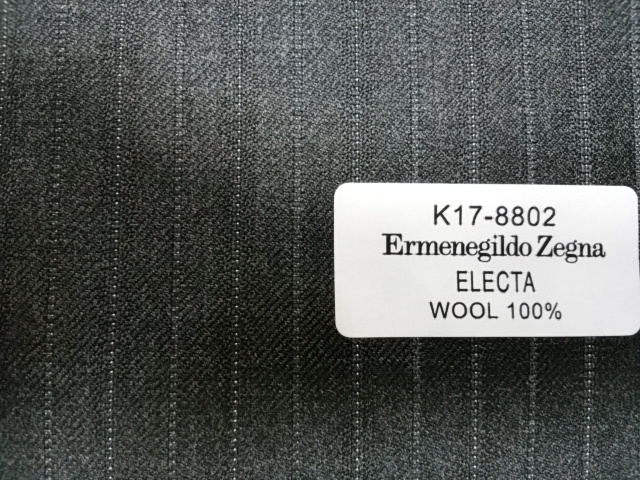 K17-8802
Ermenegildo Zegna
ELECTA
WOOL 100%